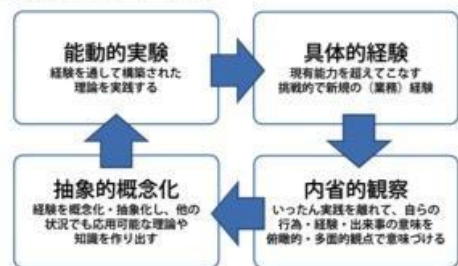 能動的実験
経験を通して構築された
理論を実践する
具体的経験
現有能力を超えてこなす
挑戦的で新規の（業務）経験
抽象的概念化
経験を概念化・抽象化し、他の
状況でも応用可能な理論や
知識を作り出す
内省的観察
いったん実践を離れて、自らの
行為・経験・出来事の意味を
俯瞰的・多面的観点で意味づける